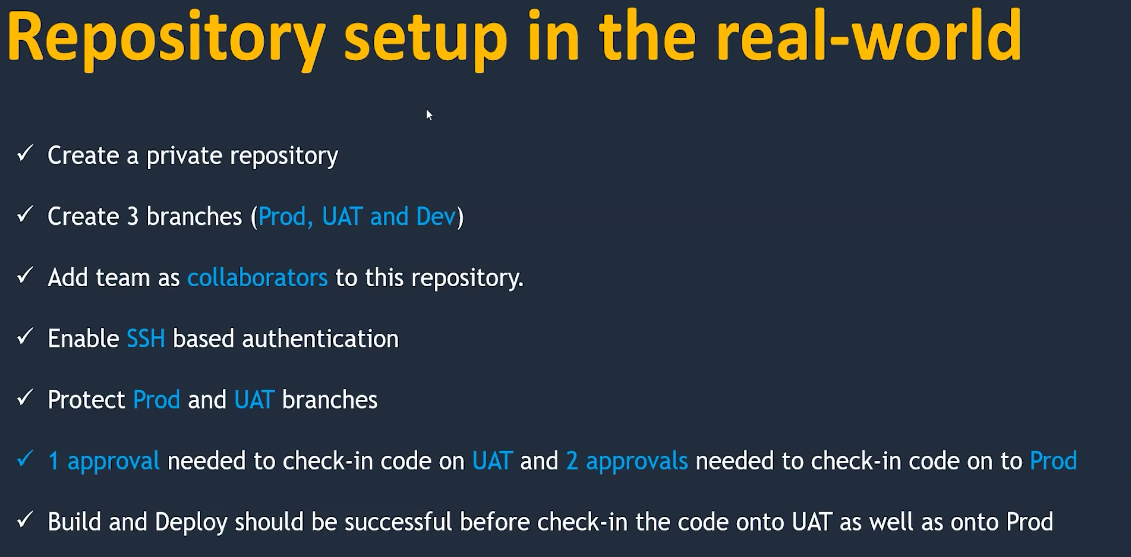 Repository setup in the real-world
✓ Create a private repository
✓ Create 3 branches (Prod, UAT and Dev)
✓ Add team as collaborators to this repository.
✓ Enable SSH based authentication
✓ Protect Prod and UAT branches
✓ 1 approval needed to check-in code on UAT and 2 approvals needed to check-in code on to Prod
✓ Build and Deploy should be successful before check-in the code onto UAT as well as onto Prod